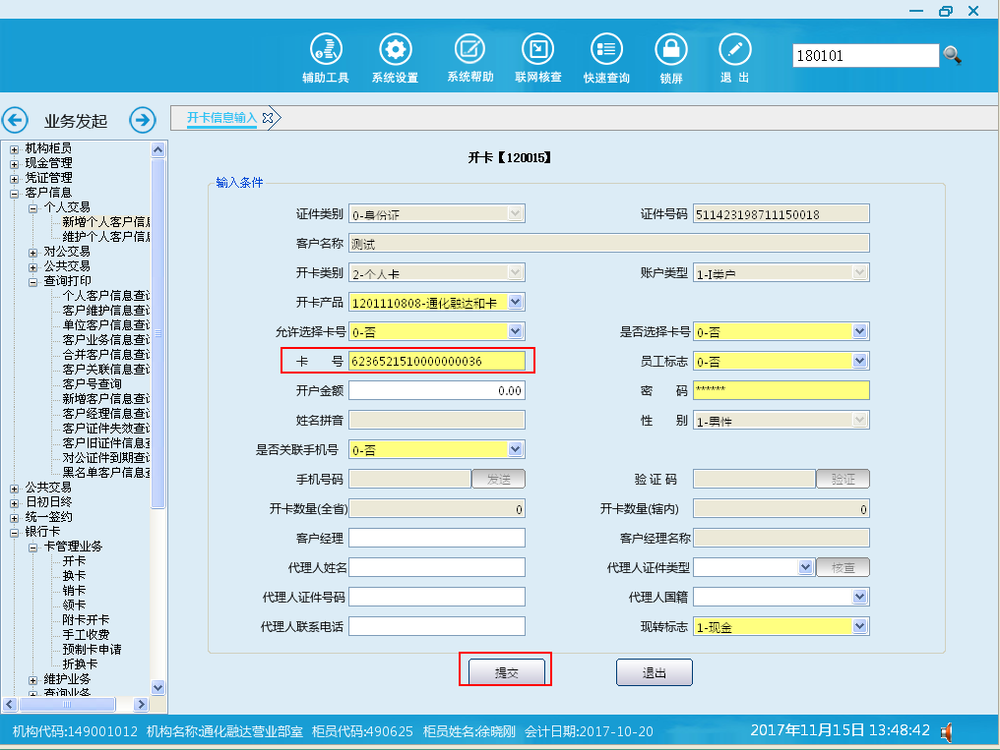 辅助工具 系统设置 系统帮助 联网核查 快速查询 锁屏 退 出 180101
业务发起 开卡信息输入
机构柜员
现金管理
凭证管理
客户信息
个人交易
新增个人客户信息
维护个人客户信息
对公交易
公共交易
查询打印
个人客户信息查询
客户维护信息查询
单位客户信息查询
客户业务信息查询
合并客户信息查询
客户关联信息查询
客户号查询
新增客户信息查询
客户经理信息查询
客户证件失效查询
客户旧证件信息查
对公证件到期查询
黑名单客户信息查
公共交易
日初日终
统一签约
银行卡
卡管理业务
开卡
换卡
销卡
领卡
附卡开卡
手工收费
预制卡申请
折换卡
维护业务
查询业务
开卡【120015】
输入条件
证件类别 0-身份证 证件号码 511423198711150018
客户名称 测试
开卡类别 2-个人卡 账户类型 1-I类户
开卡产品 1201110808-通化融达和卡
允许选择卡号 0-否 是否选择卡号 0-否
卡 号 6236521510000000036 员工标志 0-否
开户金额 0.00 密 码 ******
姓名拼音 性 别 1-男性
是否关联手机号 0-否
手机号码 发送 验 证 码 验证
开卡数量(全省) 0 开卡数量(辖内) 0
客户经理 客户经理名称
代理人姓名 代理人证件类型 核查
代理人证件号码 代理人国籍
代理人联系电话 现转标志 1-现金
提交 退出
机构代码:149001012 机构名称:通化融达营业部室 柜员代码:490625 柜员姓名:徐晓刚 会计日期:2017-10-20 2017年11月15日 13:48:42